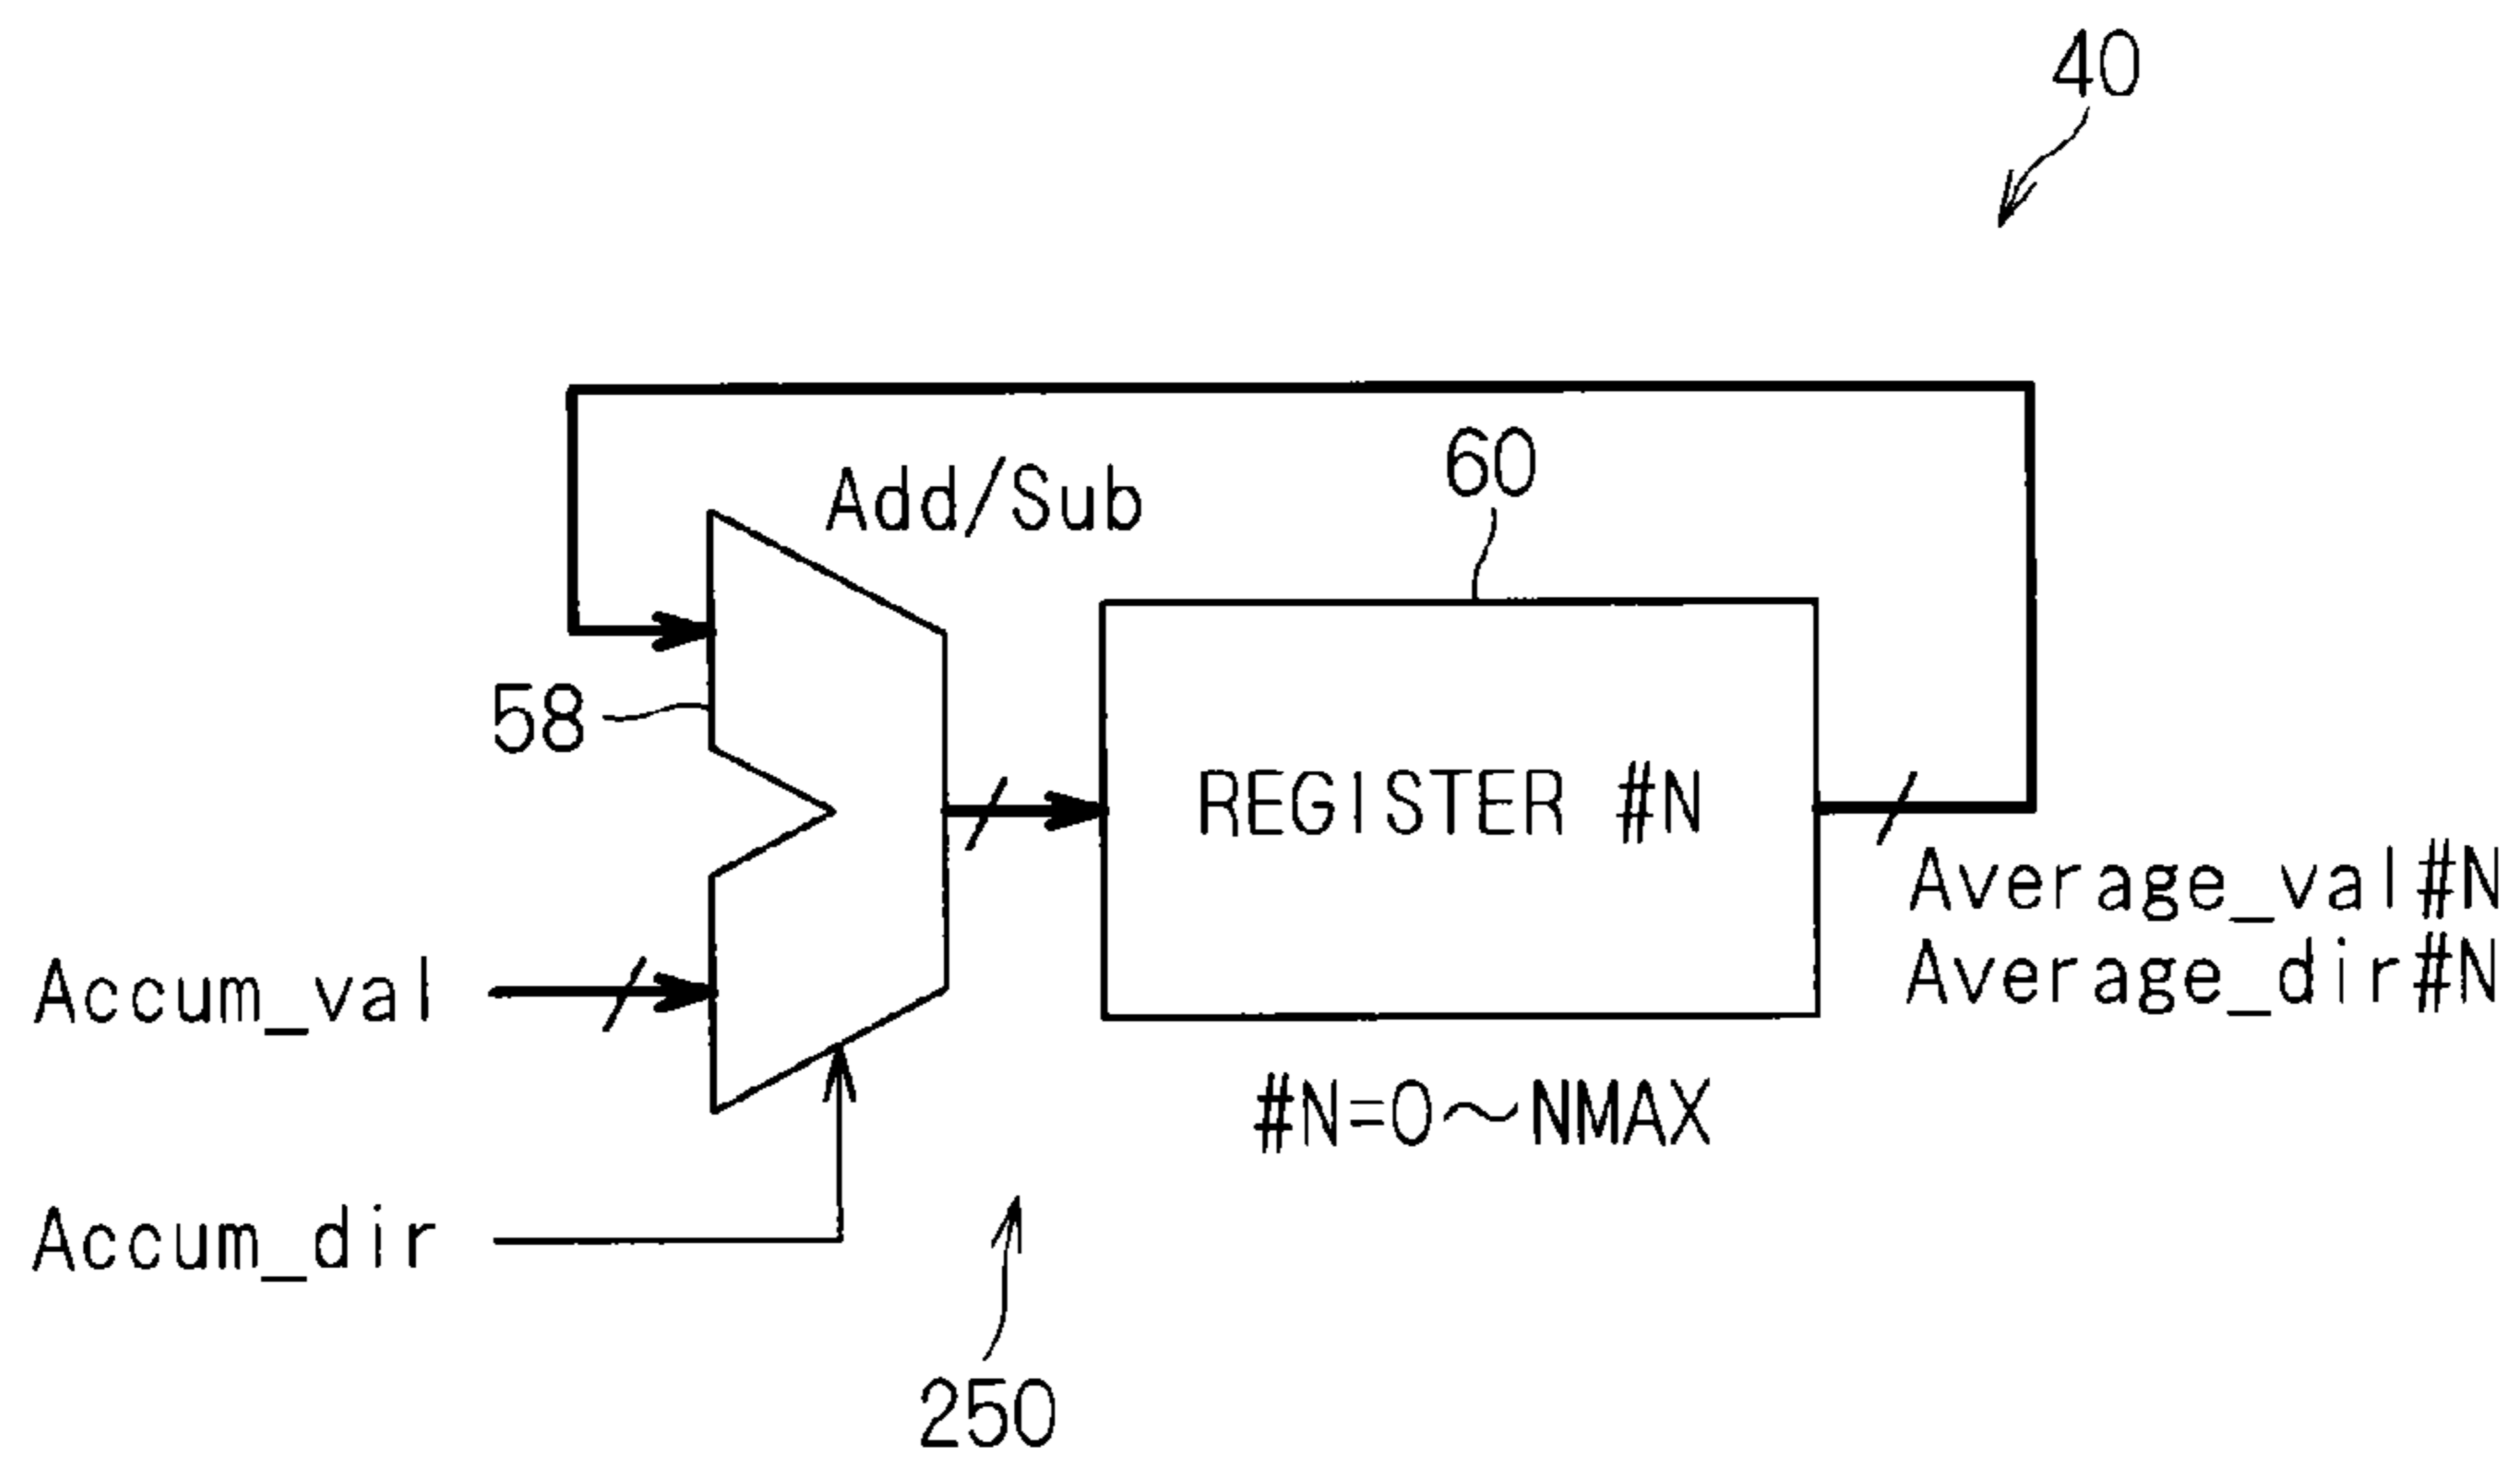 40
60
Add/Sub
58
REGISTER #N
Average_val#N
Average_dir#N
Accum_val
#N=0～NMAX
Accum_dir
250